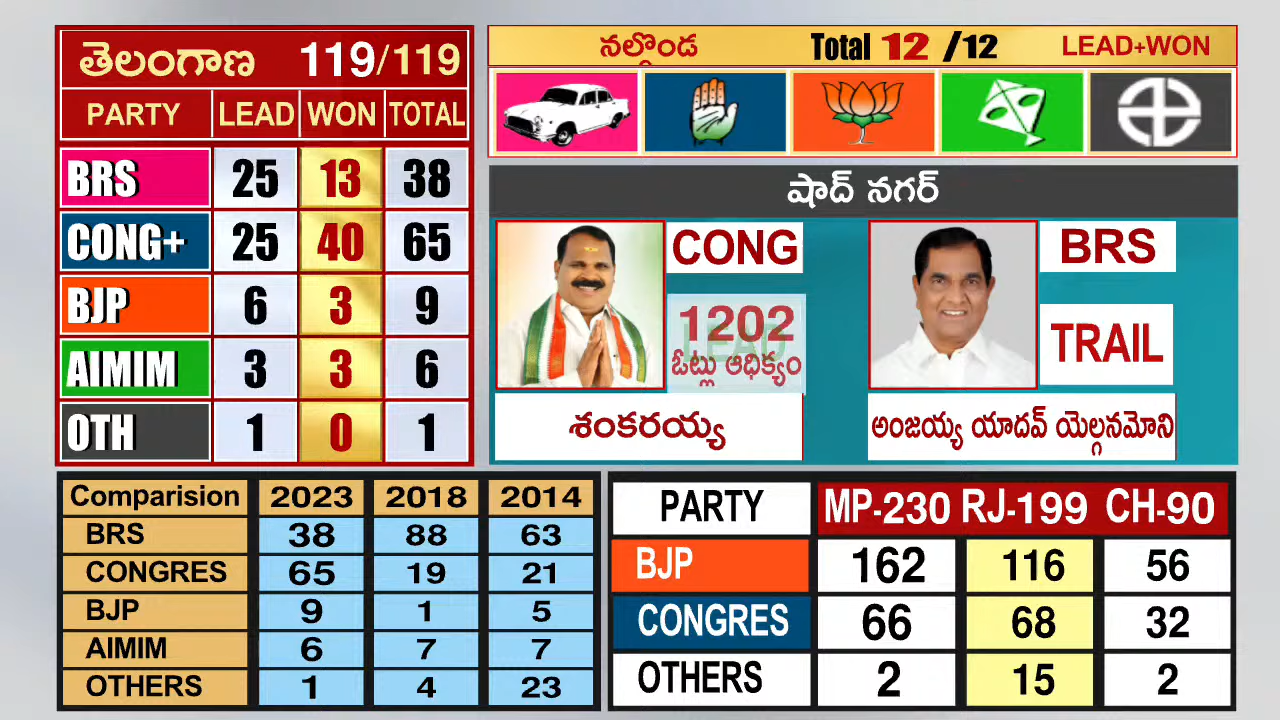 తెలంగాణ 119/119
PARTY LEAD WON TOTAL
BRS 25 13 38
CONG+ 25 40 65
BJP 6 3 9
AIMIM 3 3 6
OTH 1 0 1
నల్గొండ Total 12 /12 LEAD+WON
షాద్ నగర్
CONG
1202
LEAD
ఓట్లు ఆధిక్యం
శంకరయ్య
BRS
TRAIL
అంజయ్య యాదవ్ యెల్గనమోని
Comparision 2023 2018 2014
BRS 38 88 63
CONGRES 65 19 21
BJP 9 1 5
AIMIM 6 7 7
OTHERS 1 4 23
PARTY MP-230 RJ-199 CH-90
BJP 162 116 56
CONGRES 66 68 32
OTHERS 2 15 2